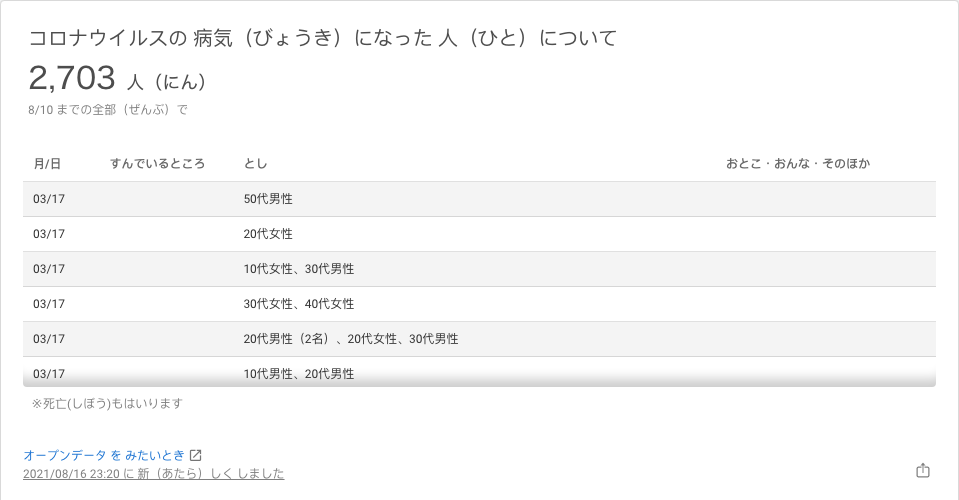 コロナウイルスの 病気（びょうき）になった 人（ひと）について
2,703 人（にん）
8/10 までの全部（ぜんぶ）で
月/日 すんでいるところ とし おとこ・おんな・そのほか
03/17 50代男性
03/17 20代女性
03/17 10代女性、30代男性
03/17 30代女性、40代女性
03/17 20代男性（2名）、20代女性、30代男性
03/17 10代男性、20代男性
※死亡(しぼう)もはいります
オープンデータ を みたいとき
2021/08/16 23:20 に 新（あたら）しく しました